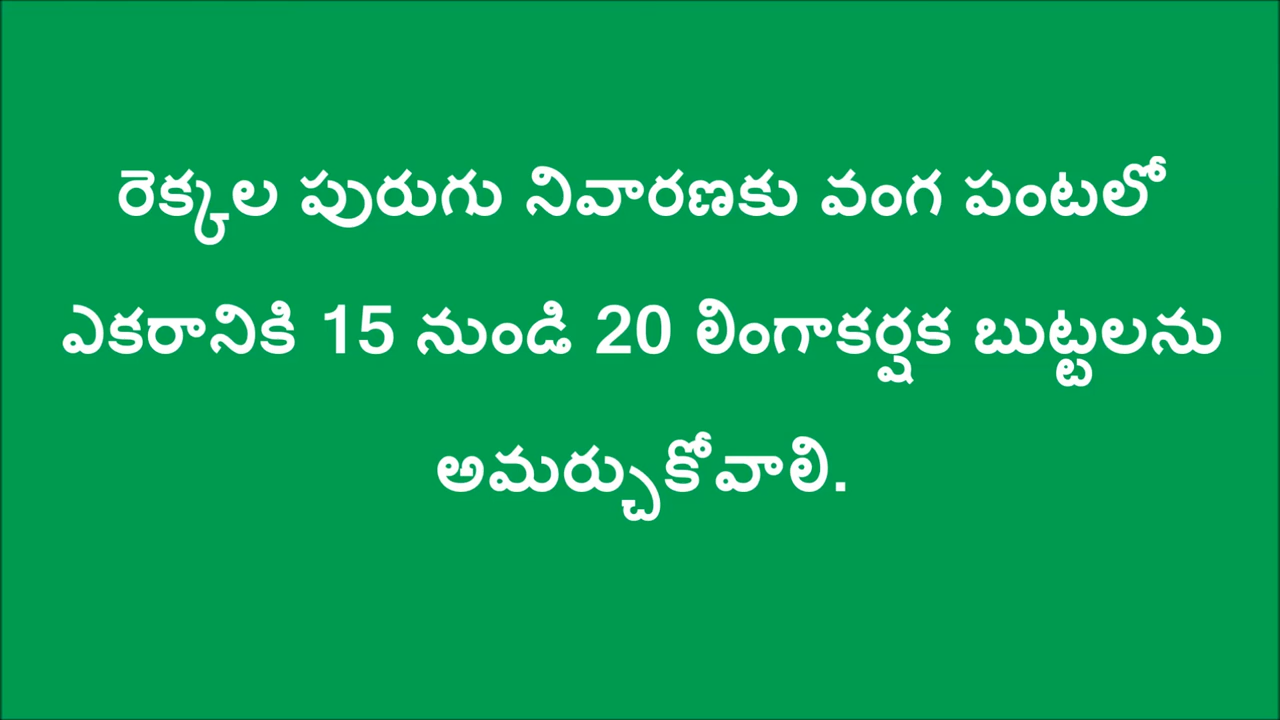 రెక్కల పురుగు నివారణకు వంగ పంటలో
ఎకరానికి 15 నుండి 20 లింగాకర్షక బుట్టలను
అమర్చుకోవాలి.